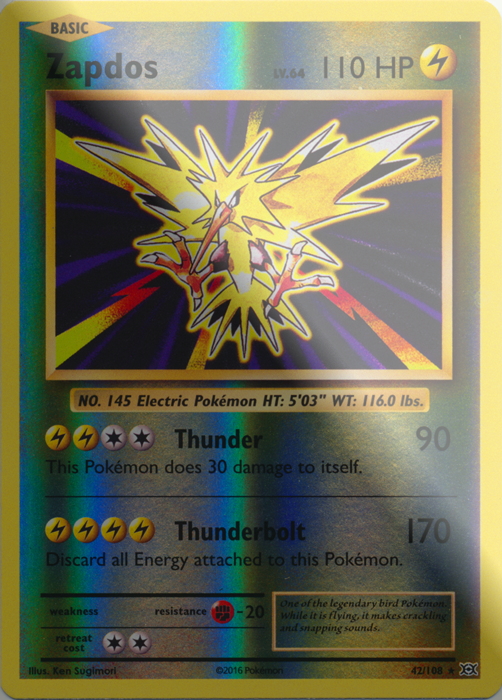 BASIC
Zapdos LV.64 110 HP
NO. 145 Electric Pokémon HT: 5'03" WT: 116.0 lbs.
Thunder 90
This Pokémon does 30 damage to itself.
Thunderbolt 170
Discard all Energy attached to this Pokémon.
weakness resistance -20
One of the legendary bird Pokémon.
While it is flying, it makes crackling
and snapping sounds.
retreat
cost
Illus. Ken Sugimori ©2016 Pokémon 42/108 ★